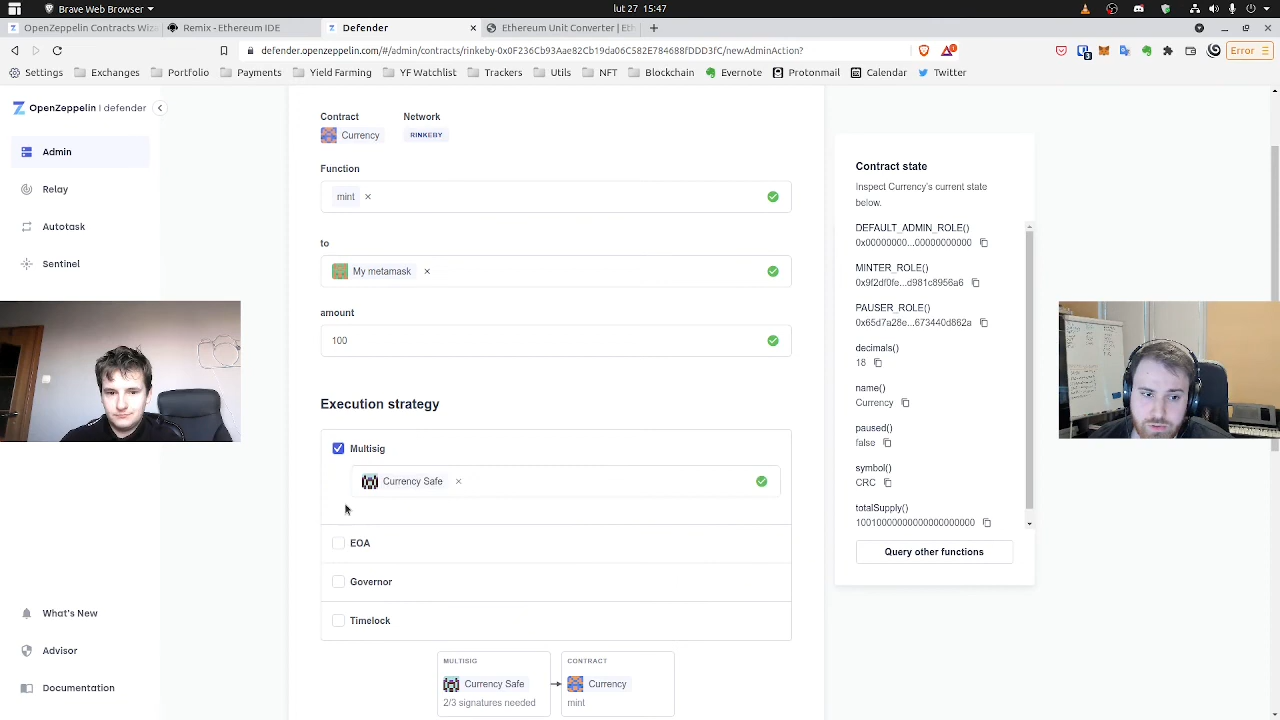 Brave Web Browser
lut 27 15:47
OpenZeppelin Contracts Wiza
Remix - Ethereum IDE
Defender
Ethereum Unit Converter | Eth
defender.openzeppelin.com/#/admin/contracts/rinkeby-0x0F236Cb93Aae82Cb19da06C582E784688fDDD3fC/newAdminAction?
Error
Settings
Exchanges
Portfolio
Payments
Yield Farming
YF Watchlist
Trackers
Utils
NFT
Blockchain
Evernote
Protonmail
Calendar
Twitter
OpenZeppelin | defender
Admin
Relay
Autotask
Sentinel
What's New
Advisor
Documentation
Contract
Network
Currency
RINKEBY
Function
mint
to
My metamask
amount
100
Execution strategy
Multisig
Currency Safe
EOA
Governor
Timelock
MULTISIG
Currency Safe
2/3 signatures needed
CONTRACT
Currency
mint
Contract state
Inspect Currency's current state
below.
DEFAULT_ADMIN_ROLE()
0x00000000...00000000000
MINTER_ROLE()
0x9f2df0fe...d981c8956a6
PAUSER_ROLE()
0x65d7a28e...673440d862a
decimals()
18
name()
Currency
paused()
false
symbol()
CRC
totalSupply()
1001000000000000000000
Query other functions